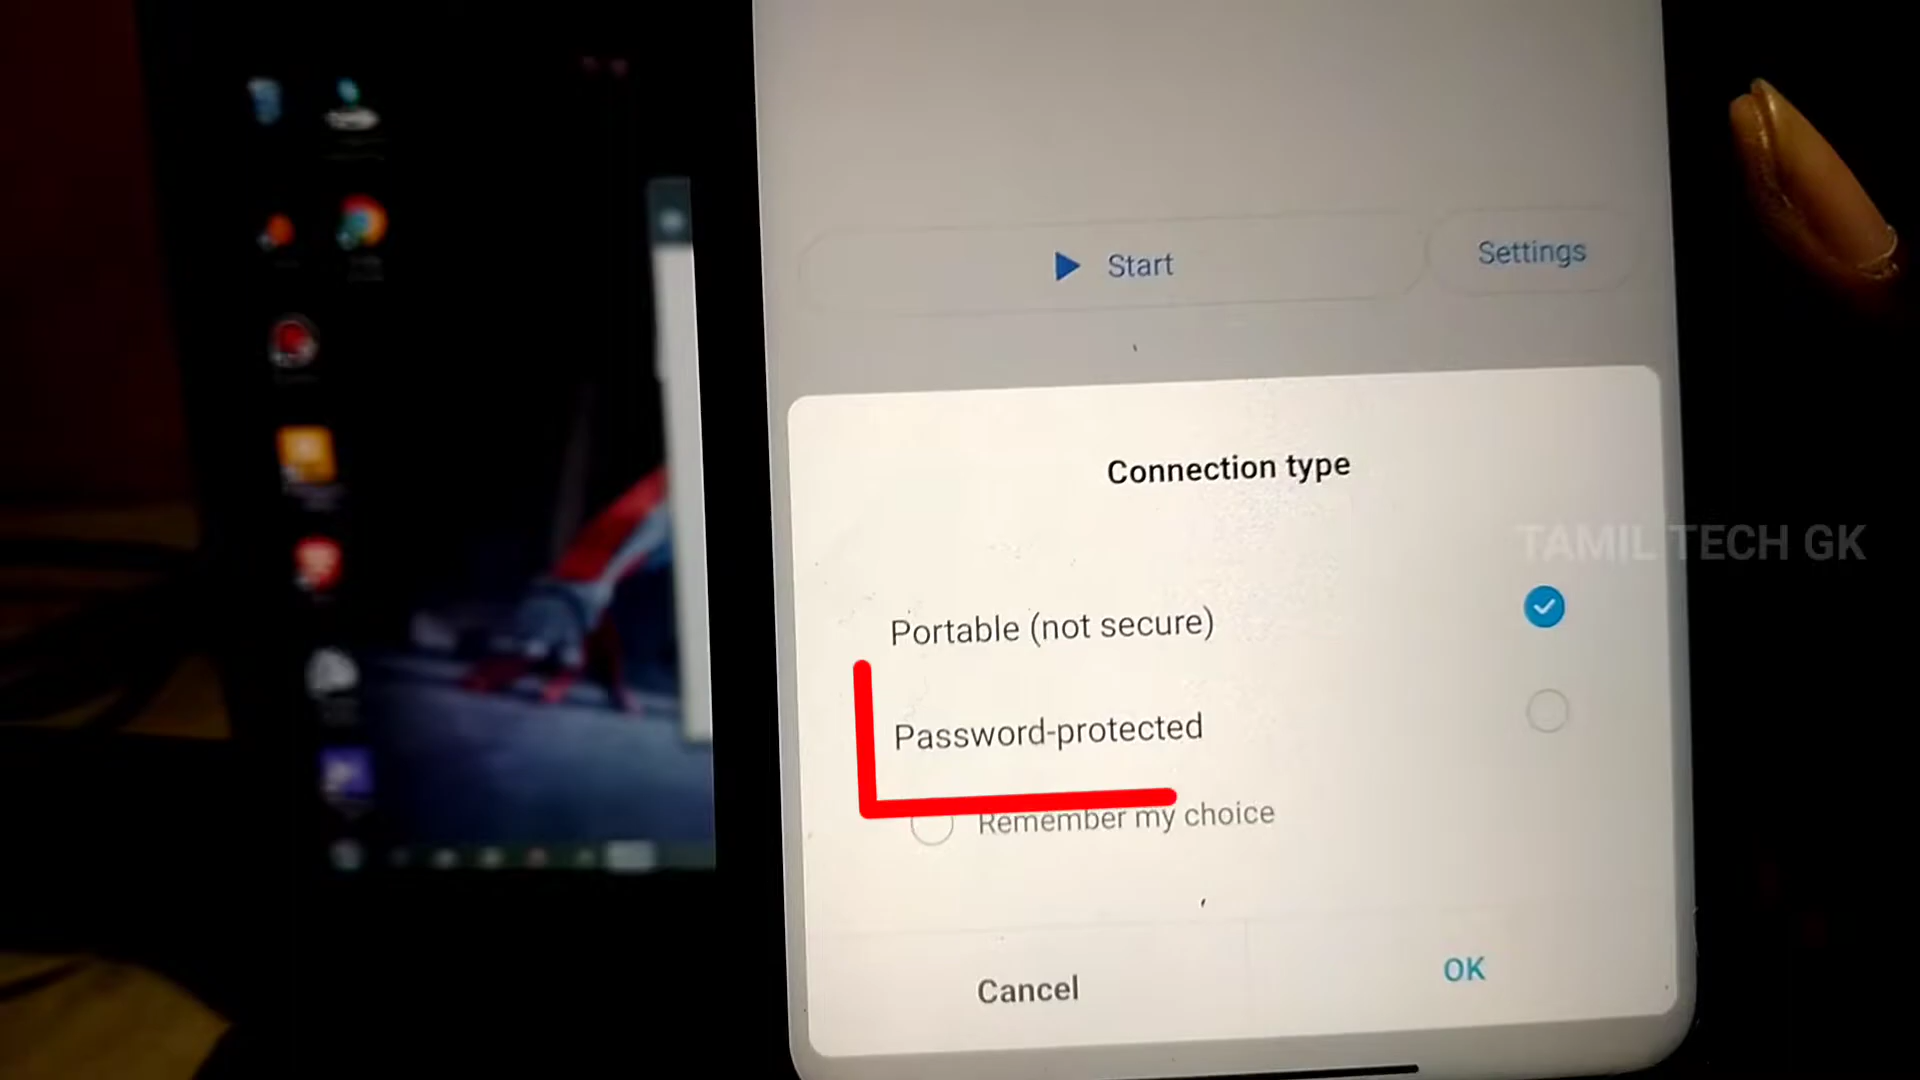 Start
Settings
Connection type
TAMIL TECH GK
Portable (not secure)
Password-protected
Remember my choice
Cancel
OK